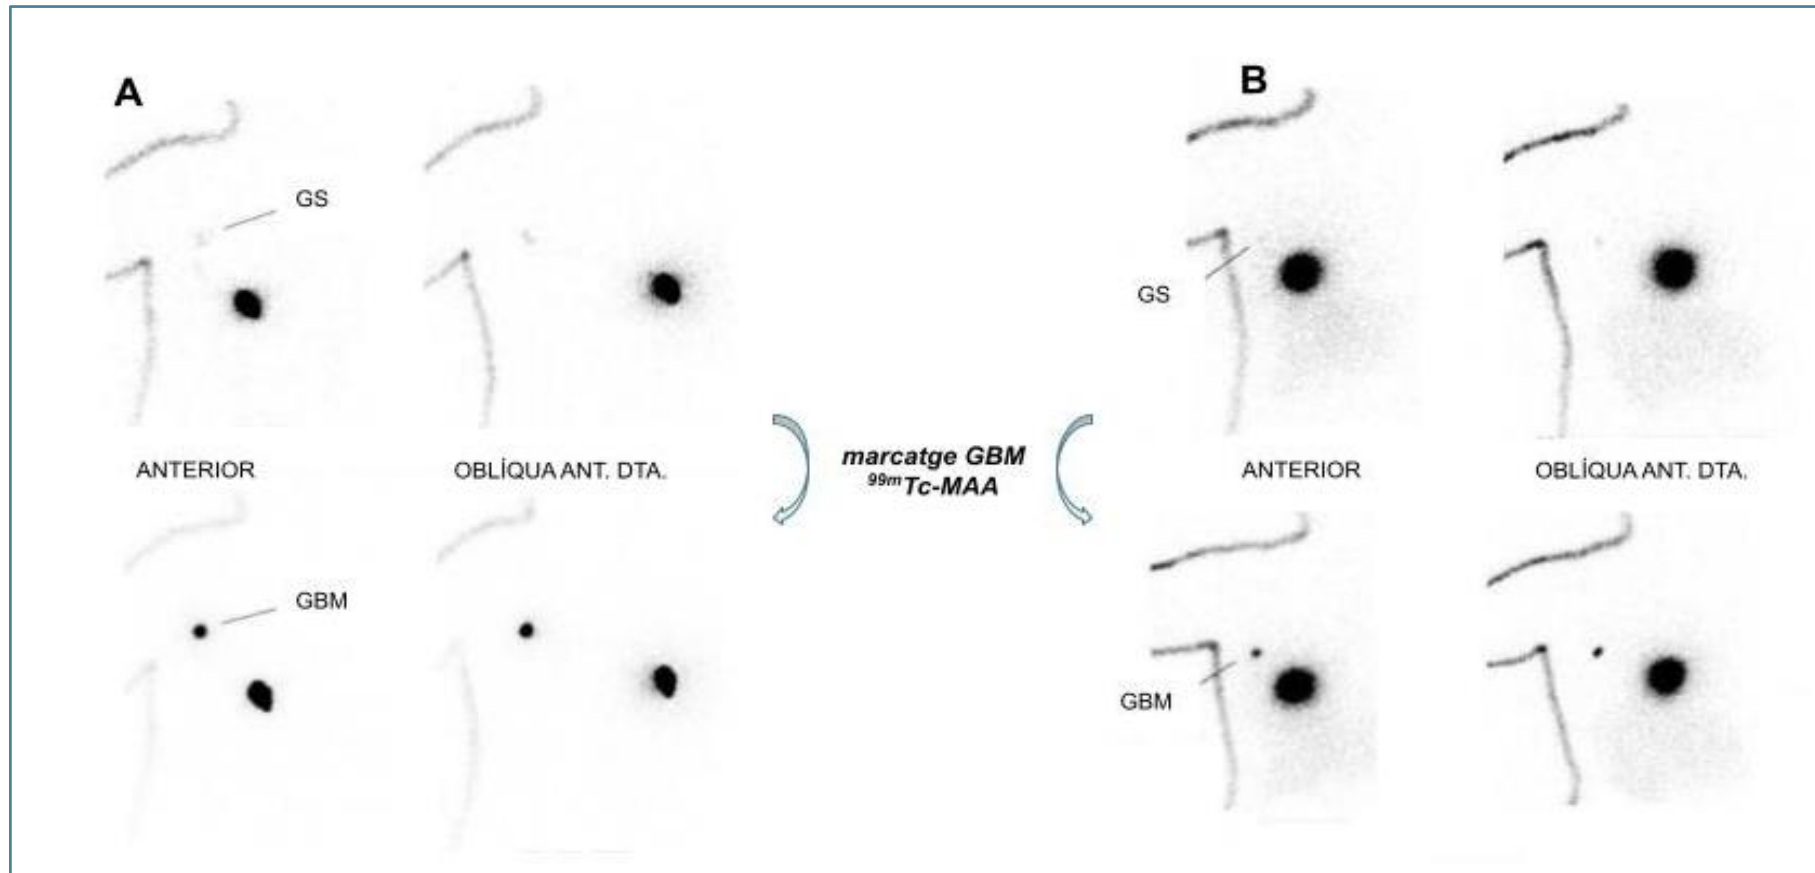 A
B
GS
GS
ANTERIOR
OBLÍQUA ANT. DTA.
marcatge GBM
99mTc-MAA
ANTERIOR
OBLÍQUA ANT. DTA.
GBM
GBM